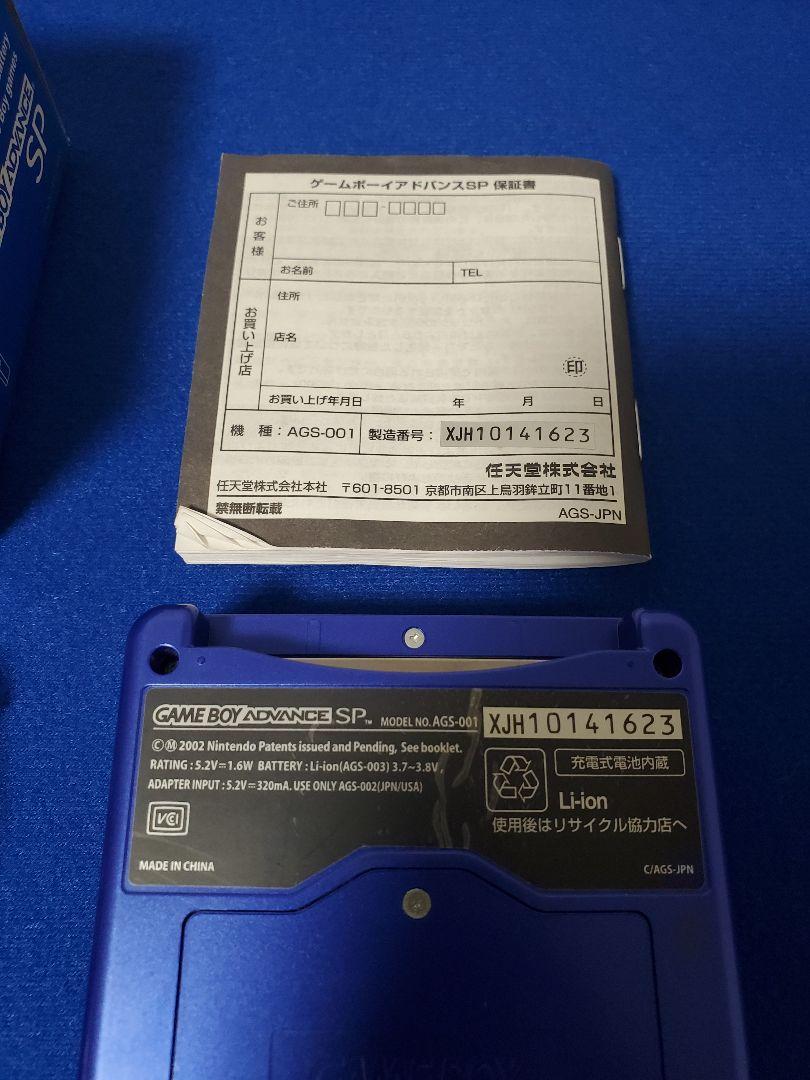 Battery
Boy games
BOY ADVANCE
SP
ゲームボーイアドバンスSP 保証書
お客様
ご住所 □□□-□□□□
お名前
TEL
お買い上げ店
住所
店名
印
お買い上げ年月日 年 月 日
機 種:AGS-001 製造番号: XJH10141623
任天堂株式会社
任天堂株式会社本社 〒601-8501 京都市南区上鳥羽鉾立町11番地1
禁無断転載
AGS-JPN
GAME BOY ADVANCE SP™ MODEL NO. AGS-001 XJH10141623
©Ⓜ 2002 Nintendo Patents issued and Pending, See booklet.
RATING : 5.2V⎓1.6W BATTERY : Li-ion(AGS-003) 3.7~3.8V,
ADAPTER INPUT : 5.2V⎓320mA. USE ONLY AGS-002(JPN/USA)
充電式電池内蔵
Li-ion
使用後はリサイクル協力店へ
VCI
MADE IN CHINA
C/AGS-JPN
GAME BOY